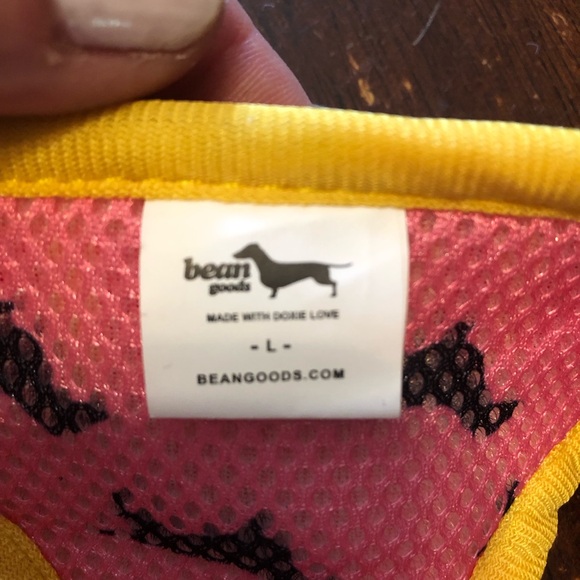 bean
goods
MADE WITH DOXIE LOVE
- L -
BEANGOODS.COM